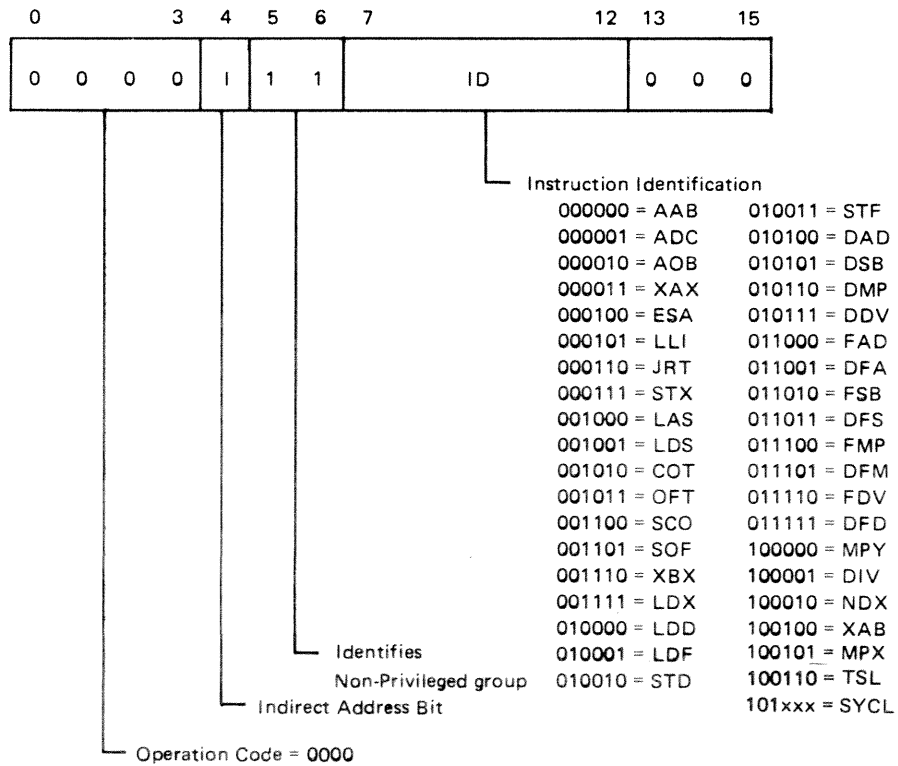 0 3 4 5 6 7 12 13 15
0 0 0 0 I 1 1 ID 0 0 0
Instruction Identification
000000 = AAB 010011 = STF
000001 = ADC 010100 = DAD
000010 = AOB 010101 = DSB
000011 = XAX 010110 = DMP
000100 = ESA 010111 = DDV
000101 = LLI 011000 = FAD
000110 = JRT 011001 = DFA
000111 = STX 011010 = FSB
001000 = LAS 011011 = DFS
001001 = LDS 011100 = FMP
001010 = COT 011101 = DFM
001011 = OFT 011110 = FDV
001100 = SCO 011111 = DFD
001101 = SOF 100000 = MPY
001110 = XBX 100001 = DIV
001111 = LDX 100010 = NDX
010000 = LDD 100100 = XAB
Identifies 010001 = LDF 100101 = MPX
Non-Privileged group 010010 = STD 100110 = TSL
Indirect Address Bit 101xxx = SYCL
Operation Code = 0000